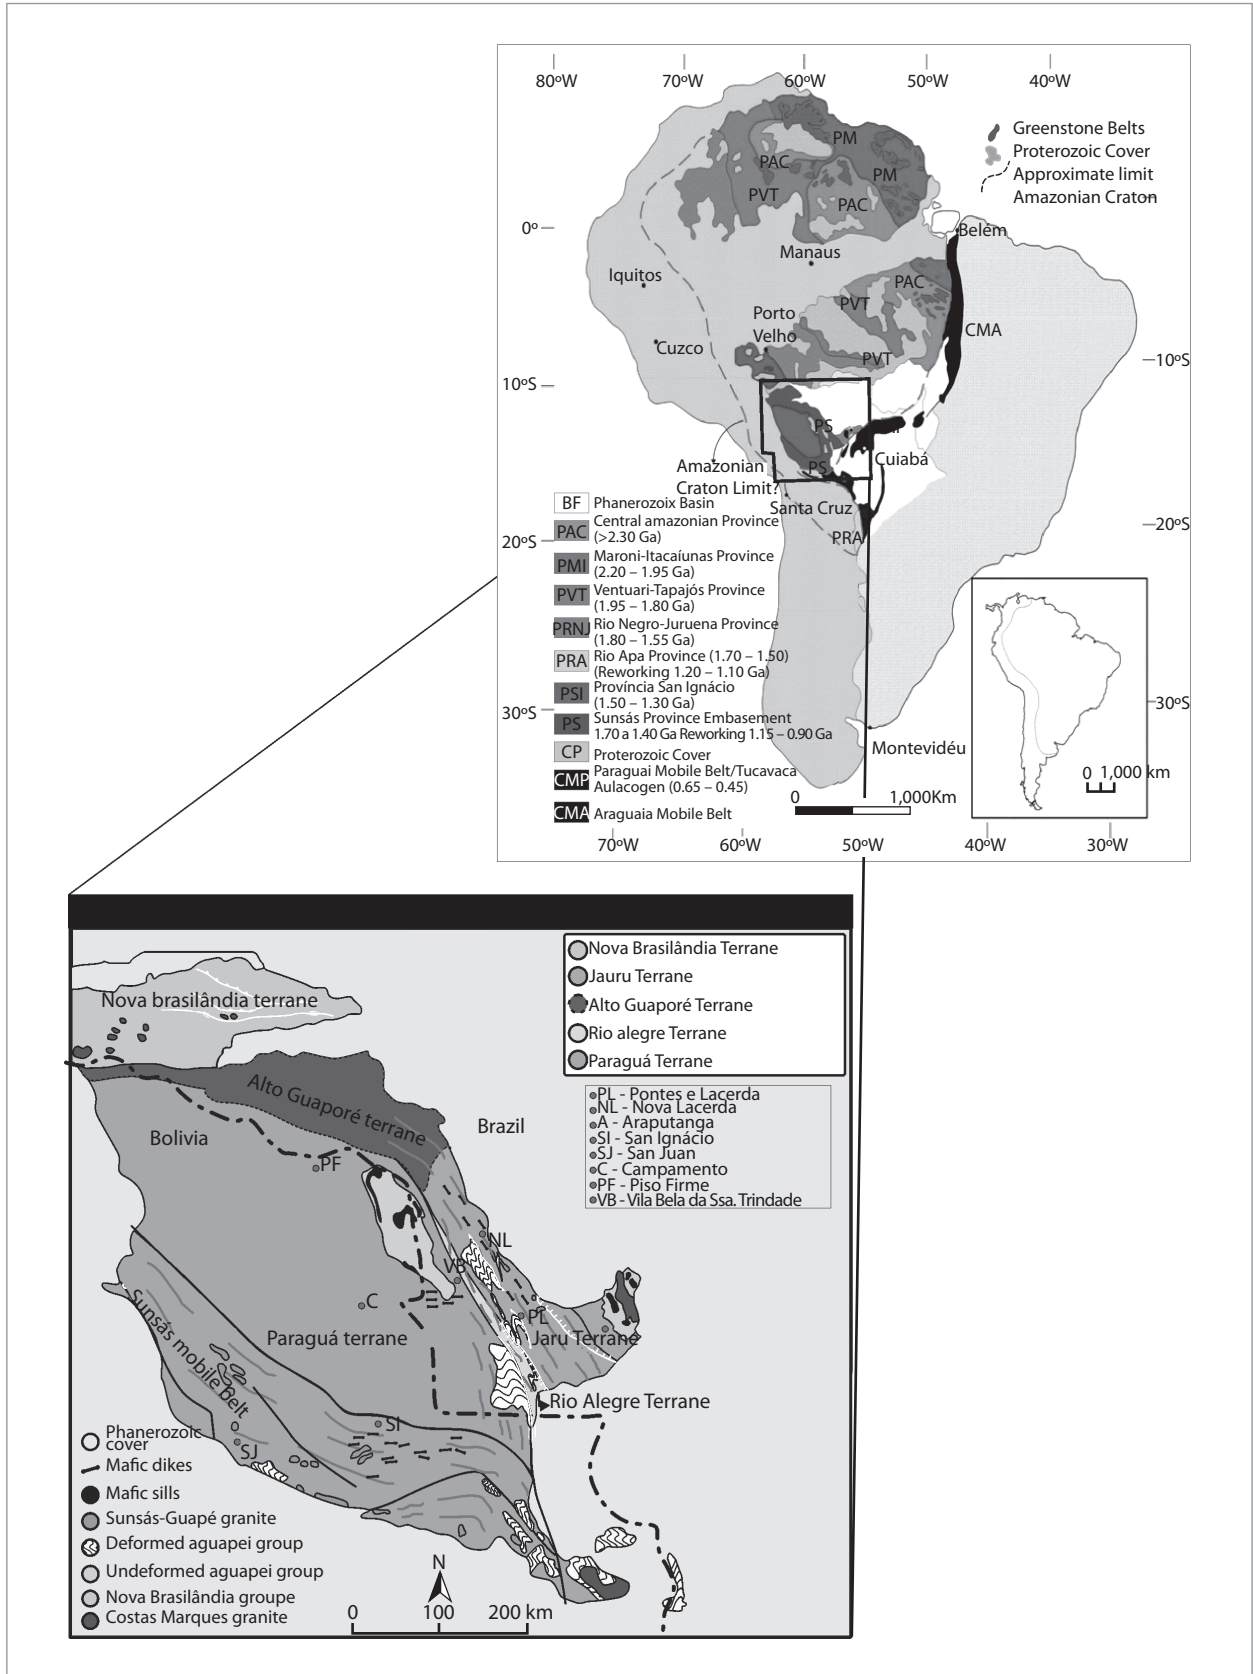 80ºW 70ºW 60ºW 50ºW 40ºW
Greenstone Belts
Proterozoic Cover
Approximate limit
Amazonian Craton
PM
PAC
PM
PVT
PAC
0º
Belém
Manaus
Iquitos
PAC
PVT
Porto
Velho
CMA
Cuzco
PVT
10ºS
10ºS
PS
Cuiabá
PS
Amazonian
Craton Limit?
Santa Cruz
PRA
20ºS
20ºS
30ºS
30ºS
BF Phanerozoix Basin
PAC Central amazonian Province
(>2.30 Ga)
PMI Maroni-Itacaíunas Province
(2.20 – 1.95 Ga)
PVT Ventuari-Tapajós Province
(1.95 – 1.80 Ga)
PRNJ Rio Negro-Juruena Province
(1.80 – 1.55 Ga)
PRA Rio Apa Province (1.70 – 1.50)
(Reworking 1.20 – 1.10 Ga)
PSI Província San Ignácio
(1.50 – 1.30 Ga)
PS Sunsás Province Embasement
1.70 a 1.40 Ga Reworking 1.15 – 0.90 Ga
CP Proterozoic Cover
CMP Paraguai Mobile Belt/Tucavaca
Aulacogen (0.65 – 0.45)
CMA Araguaia Mobile Belt
Montevidéu
0 1,000 km
0 1,000Km
70ºW 60ºW 50ºW 40ºW 30ºW
Nova Brasilândia Terrane
Jauru Terrane
Alto Guaporé Terrane
Rio alegre Terrane
Paraguá Terrane
Nova brasilândia terrane
Alto Guaporé terrane
PL - Pontes e Lacerda
NL - Nova Lacerda
A - Araputanga
SI - San Ignácio
SJ - San Juan
C - Campamento
PF - Piso Firme
VB - Vila Bela da Ssa. Trindade
Brazil
Bolivia
PF
NL
VB
C
PL
Paraguá terrane
Jaru Terrane
Sunsás mobile belt
Rio Alegre Terrane
SI
SJ
Phanerozoic
cover
Mafic dikes
Mafic sills
Sunsás-Guapé granite
Deformed aguapei group
Undeformed aguapei group
Nova Brasilândia groupe
Costas Marques granite
N
0 100 200 km